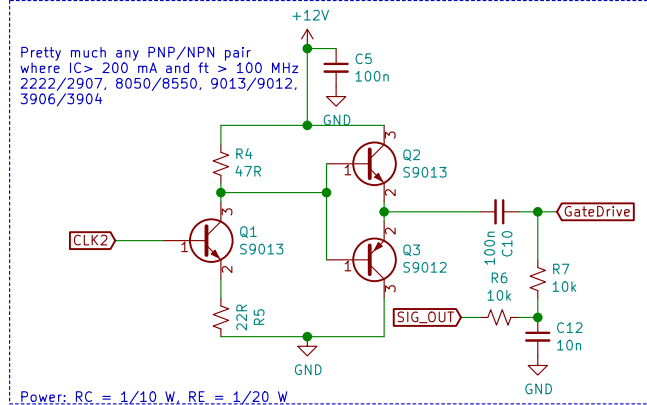 +12V
Pretty much any PNP/NPN pair
where IC> 200 mA and ft > 100 MHz
2222/2907, 8050/8550, 9013/9012,
3906/3904
C5
100n
GND
R4
47R
3
1
Q2
S9013
2
CLK2
1
3
Q1
S9013
2
2
1
Q3
S9012
3
100n
C10
GateDrive
R6
10k
R7
10k
22R
R5
SIG_OUT
C12
10n
GND
GND
Power: RC = 1/10 W, RE = 1/20 W